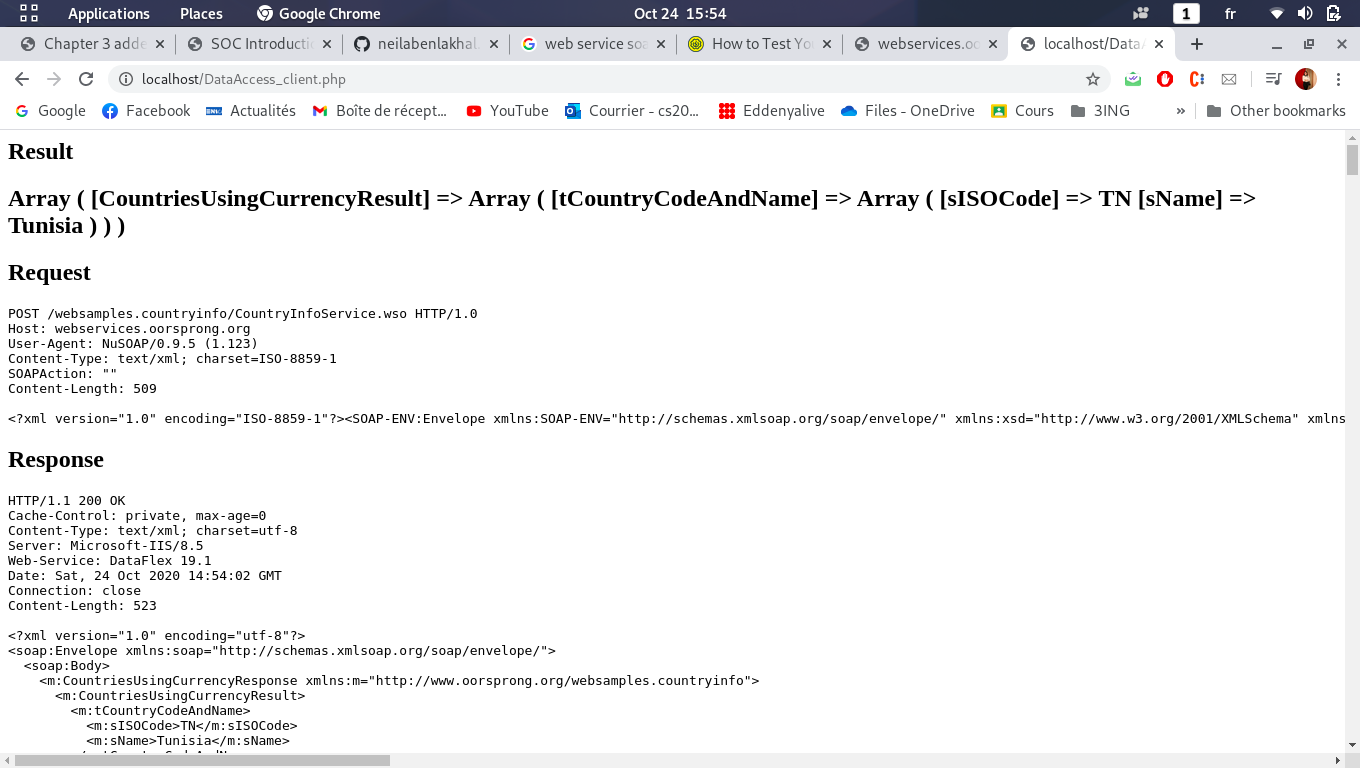 Applications Places Google Chrome Oct 24 15:54 1 fr
Chapter 3 adde SOC Introductio neilabenlakhal. web service soa How to Test Yo webservices.oo localhost/DataA
localhost/DataAccess_client.php
Google Facebook Actualités Boîte de récept... YouTube Courrier - cs20... Eddenyalive Files - OneDrive Cours 3ING » Other bookmarks
Result
Array ( [CountriesUsingCurrencyResult] => Array ( [tCountryCodeAndName] => Array ( [sISOCode] => TN [sName] =>
Tunisia ) ) )
Request
POST /websamples.countryinfo/CountryInfoService.wso HTTP/1.0
Host: webservices.oorsprong.org
User-Agent: NuSOAP/0.9.5 (1.123)
Content-Type: text/xml; charset=ISO-8859-1
SOAPAction: ""
Content-Length: 509
<?xml version="1.0" encoding="ISO-8859-1"?><SOAP-ENV:Envelope xmlns:SOAP-ENV="http://schemas.xmlsoap.org/soap/envelope/" xmlns:xsd="http://www.w3.org/2001/XMLSchema" xmlns
Response
HTTP/1.1 200 OK
Cache-Control: private, max-age=0
Content-Type: text/xml; charset=utf-8
Server: Microsoft-IIS/8.5
Web-Service: DataFlex 19.1
Date: Sat, 24 Oct 2020 14:54:02 GMT
Connection: close
Content-Length: 523
<?xml version="1.0" encoding="utf-8"?>
<soap:Envelope xmlns:soap="http://schemas.xmlsoap.org/soap/envelope/">
<soap:Body>
<m:CountriesUsingCurrencyResponse xmlns:m="http://www.oorsprong.org/websamples.countryinfo">
<m:CountriesUsingCurrencyResult>
<m:tCountryCodeAndName>
<m:sISOCode>TN</m:sISOCode>
<m:sName>Tunisia</m:sName>